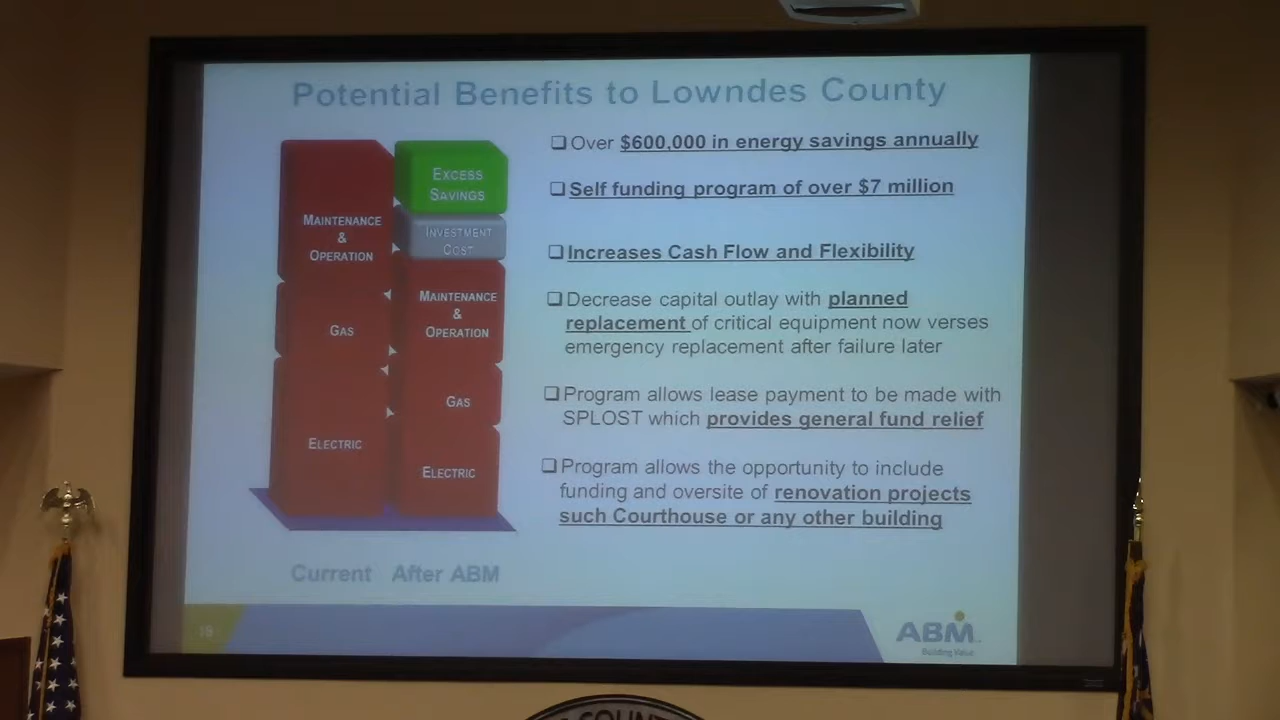 Potential Benefits to Lowndes County
MAINTENANCE
&
OPERATION
GAS
ELECTRIC
EXCESS
SAVINGS
INVESTMENT
COST
MAINTENANCE
&
OPERATION
GAS
ELECTRIC
Current After ABM
Over $600,000 in energy savings annually
Self funding program of over $7 million
Increases Cash Flow and Flexibility
Decrease capital outlay with planned
replacement of critical equipment now verses
emergency replacement after failure later
Program allows lease payment to be made with
SPLOST which provides general fund relief
Program allows the opportunity to include
funding and oversite of renovation projects
such Courthouse or any other building
ABM
Building Value
COUNT